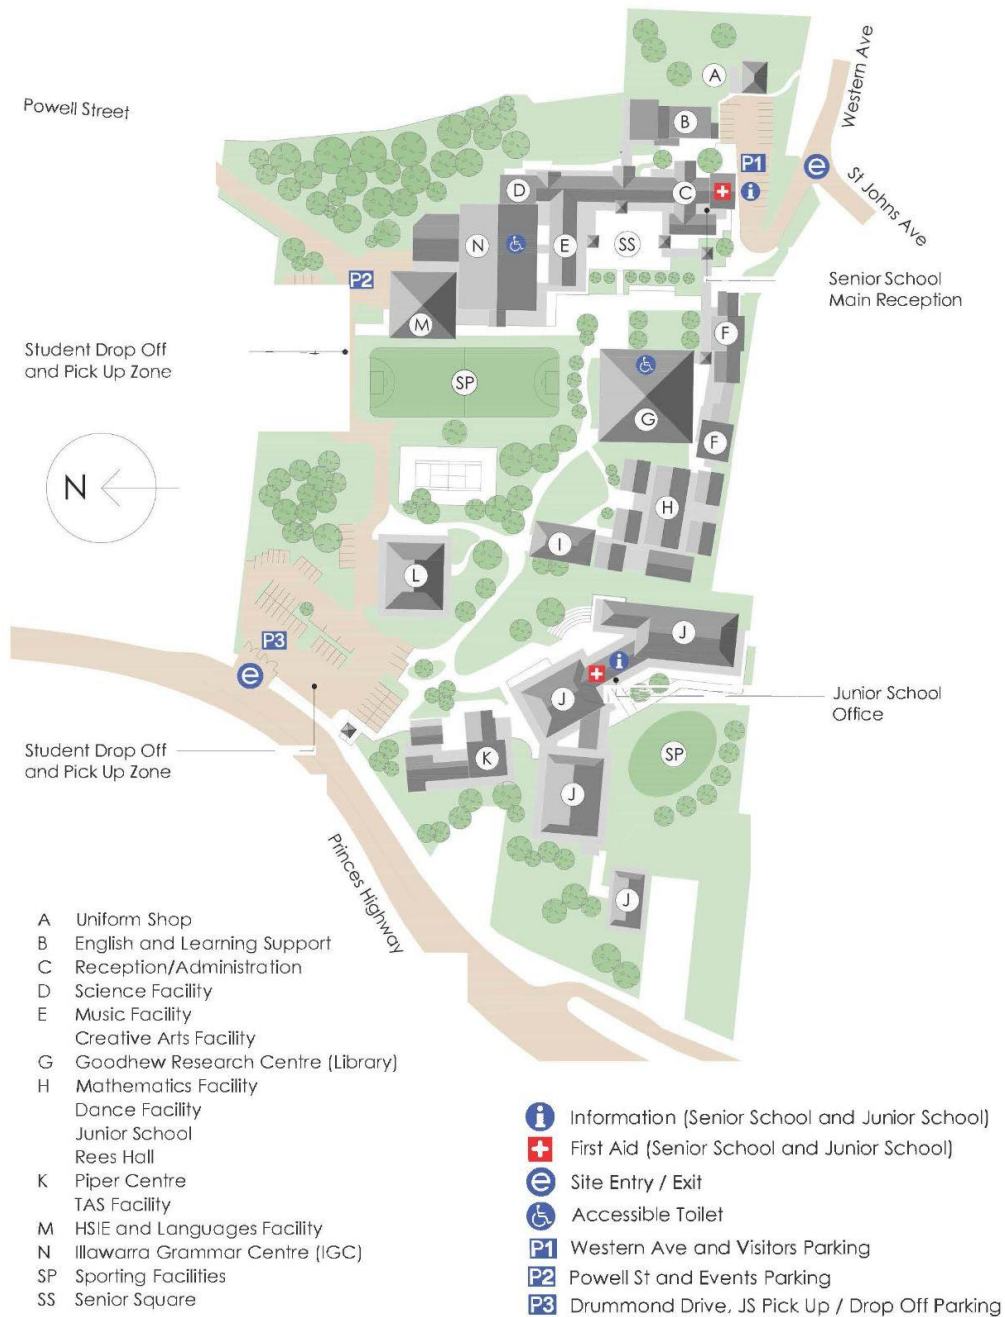 Powell Street
Western Ave
St Johns Ave
A
B
P1
e
D
C
i
N
E
SS
Senior School
Main Reception
P2
M
F
Student Drop Off
and Pick Up Zone
SP
G
F
N
H
I
L
P3
J
i
e
J
Junior School
Office
Student Drop Off
and Pick Up Zone
K
SP
J
Princes Highway
J
A Uniform Shop
B English and Learning Support
C Reception/Administration
D Science Facility
E Music Facility
Creative Arts Facility
G Goodhew Research Centre (Library)
H Mathematics Facility
Dance Facility
Junior School
Rees Hall
K Piper Centre
TAS Facility
M HSIE and Languages Facility
N Illawarra Grammar Centre (IGC)
SP Sporting Facilities
SS Senior Square
i Information (Senior School and Junior School)
First Aid (Senior School and Junior School)
e Site Entry / Exit
Accessible Toilet
P1 Western Ave and Visitors Parking
P2 Powell St and Events Parking
P3 Drummond Drive, JS Pick Up / Drop Off Parking